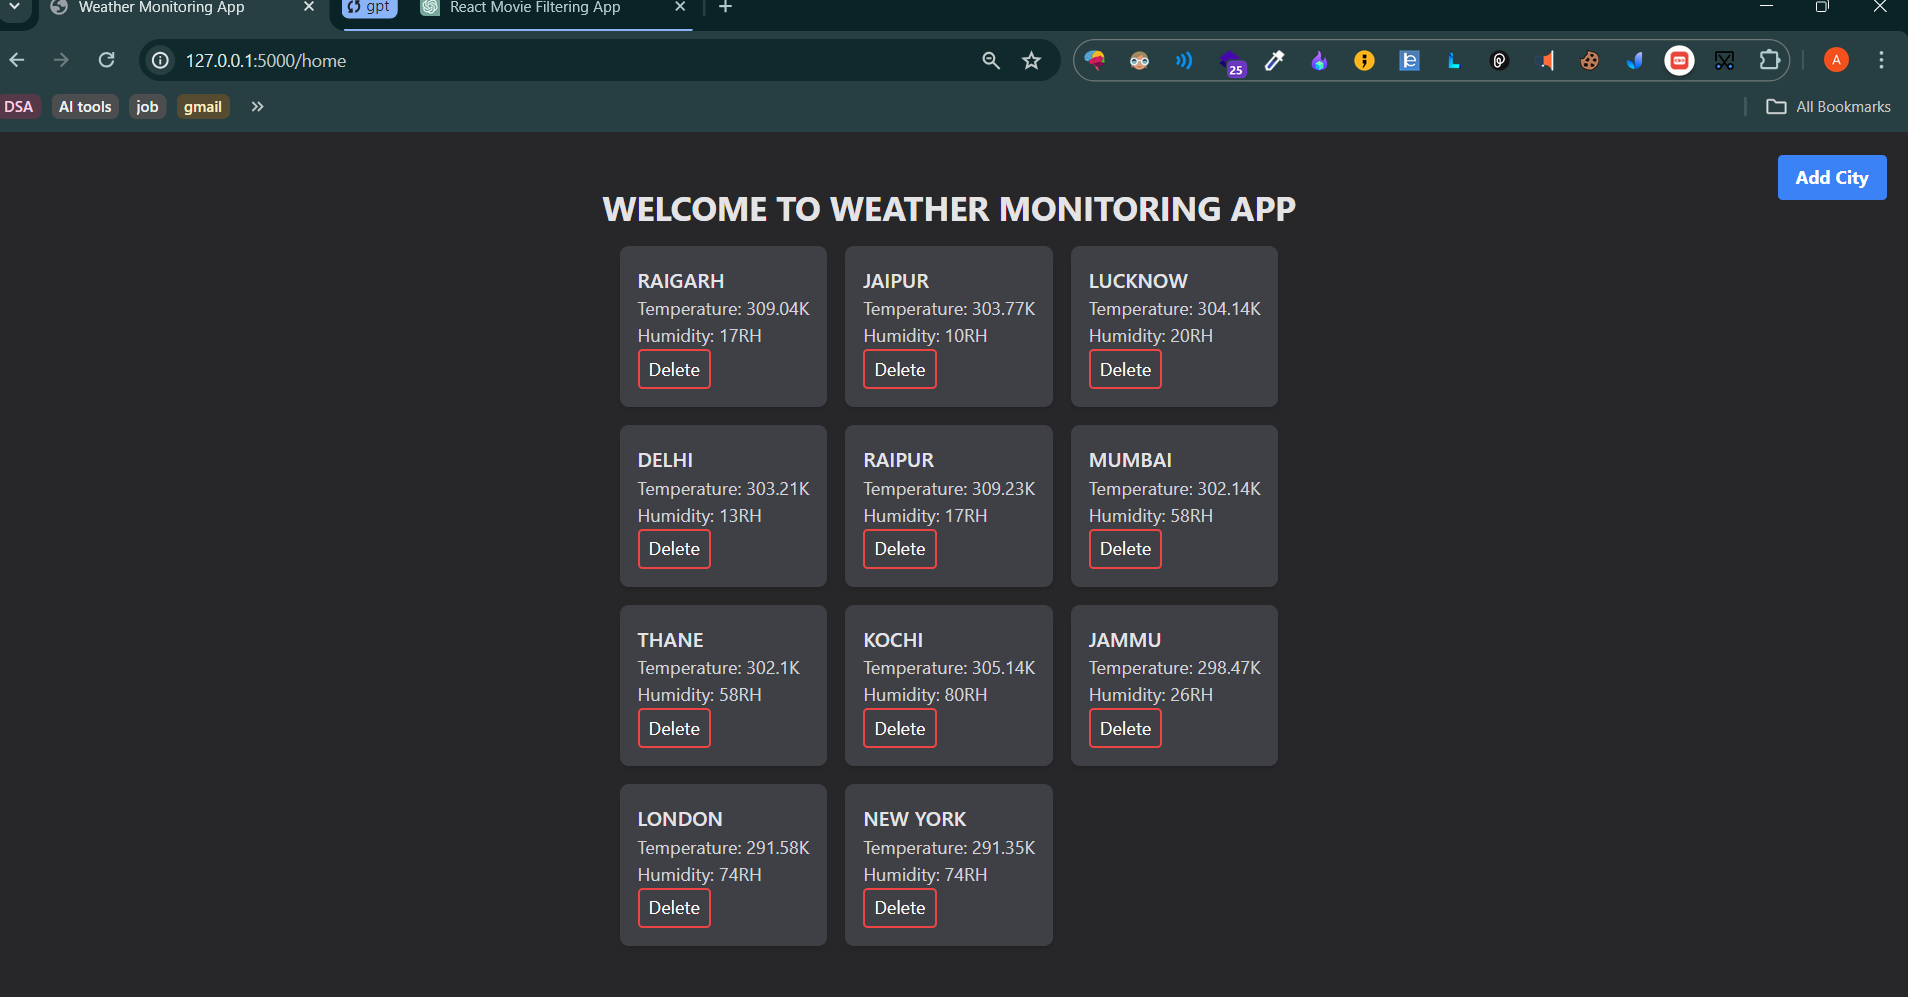 Weather Monitoring App
gpt
React Movie Filtering App
127.0.0.1:5000/home
25
A
DSA
AI tools
job
gmail
All Bookmarks
Add City
WELCOME TO WEATHER MONITORING APP
RAIGARH
Temperature: 309.04K
Humidity: 17RH
Delete
JAIPUR
Temperature: 303.77K
Humidity: 10RH
Delete
LUCKNOW
Temperature: 304.14K
Humidity: 20RH
Delete
DELHI
Temperature: 303.21K
Humidity: 13RH
Delete
RAIPUR
Temperature: 309.23K
Humidity: 17RH
Delete
MUMBAI
Temperature: 302.14K
Humidity: 58RH
Delete
THANE
Temperature: 302.1K
Humidity: 58RH
Delete
KOCHI
Temperature: 305.14K
Humidity: 80RH
Delete
JAMMU
Temperature: 298.47K
Humidity: 26RH
Delete
LONDON
Temperature: 291.58K
Humidity: 74RH
Delete
NEW YORK
Temperature: 291.35K
Humidity: 74RH
Delete